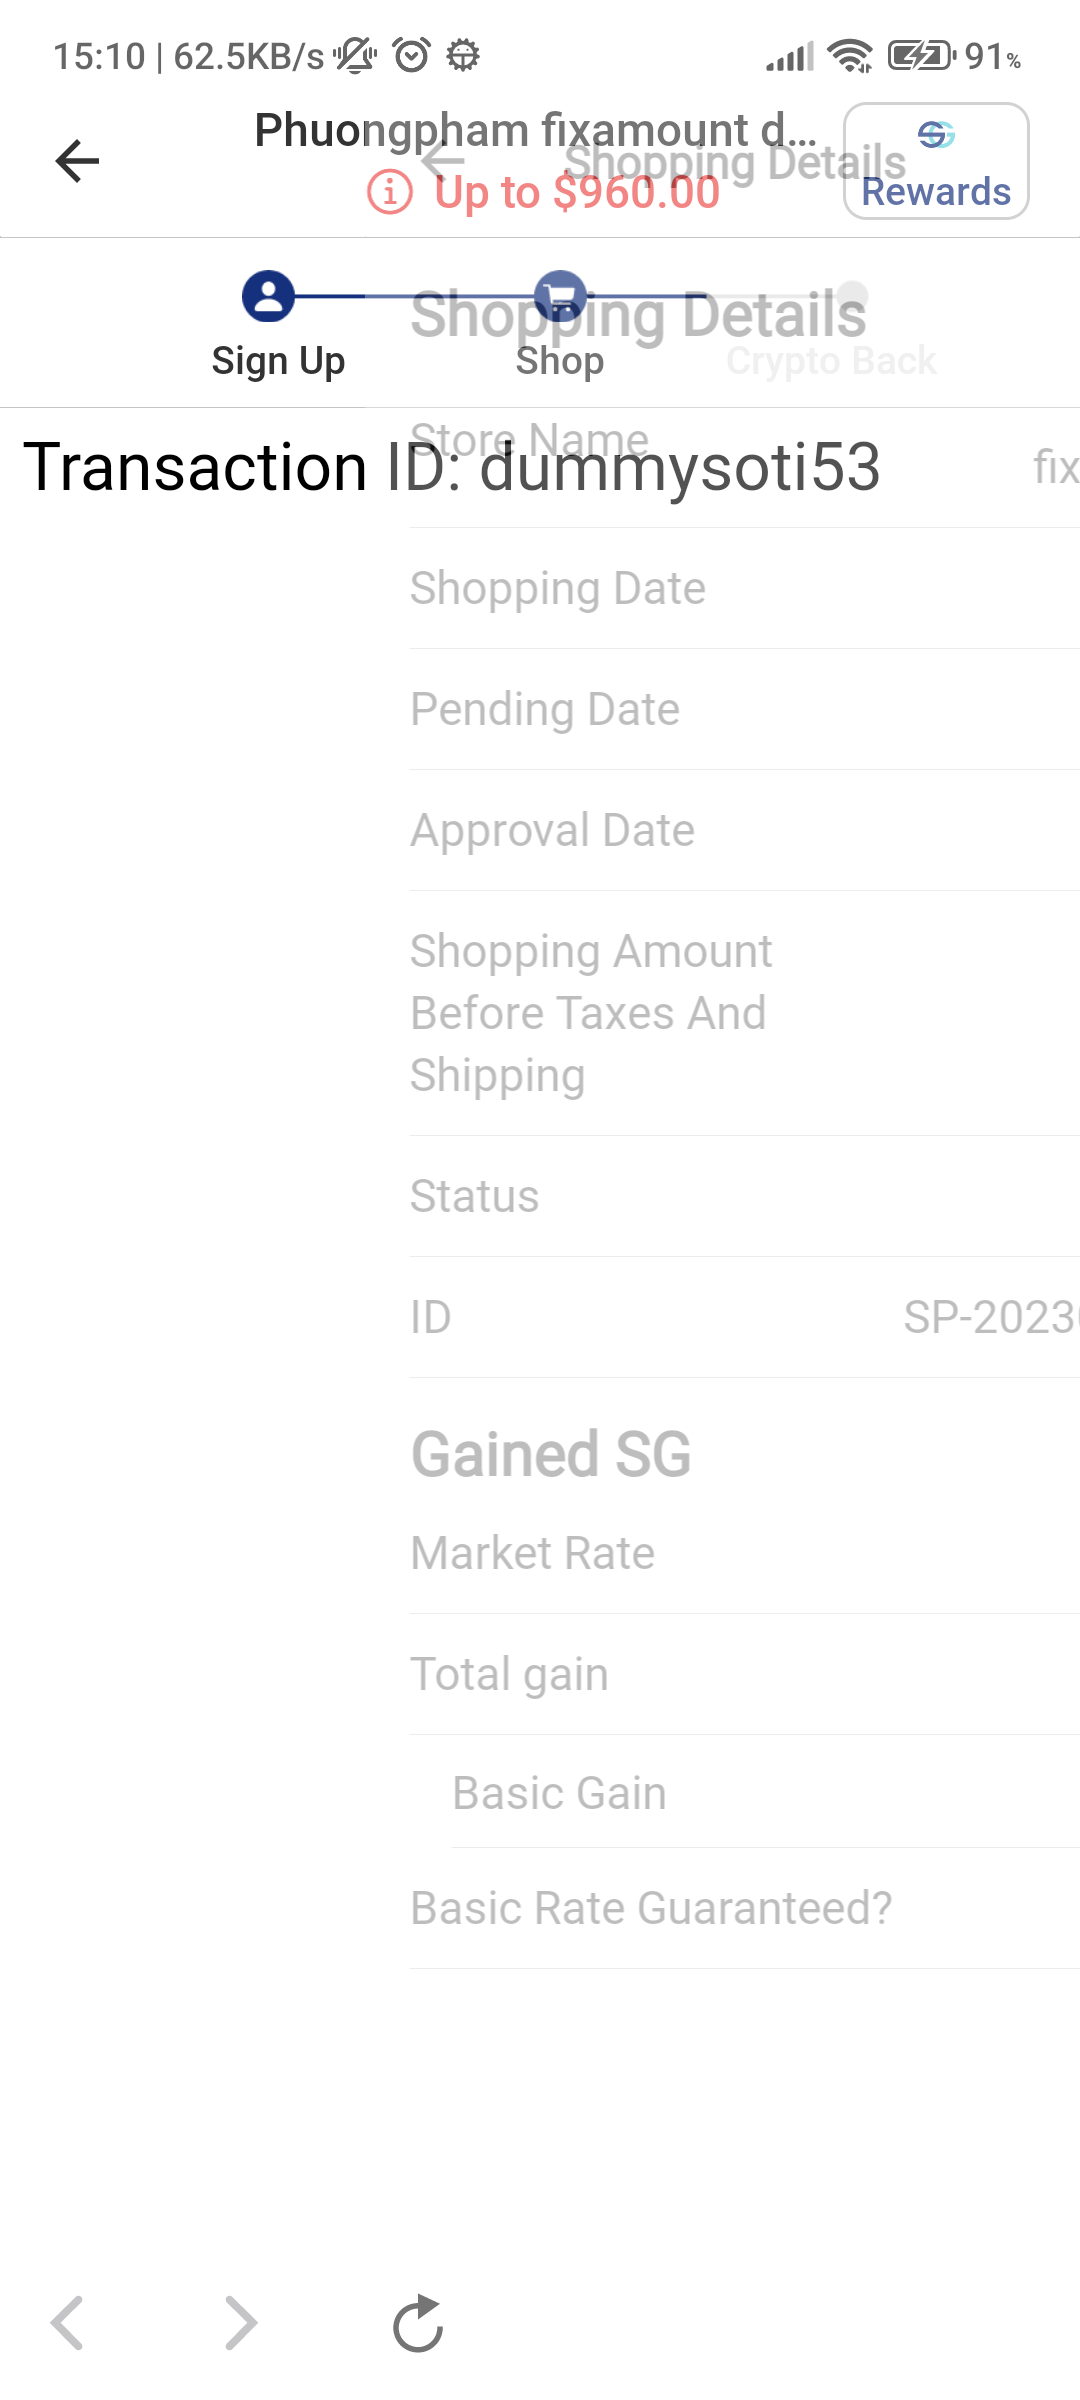 15:10 | 62.5KB/s
91%
Phuongpham fixamount d...
Shopping Details
Up to $960.00
Rewards
Shopping Details
Sign Up
Shop
Crypto Back
Store Name
Transaction ID: dummysoti53
fix
Shopping Date
Pending Date
Approval Date
Shopping Amount
Before Taxes And
Shipping
Status
ID
SP-2023
Gained SG
Market Rate
Total gain
Basic Gain
Basic Rate Guaranteed?